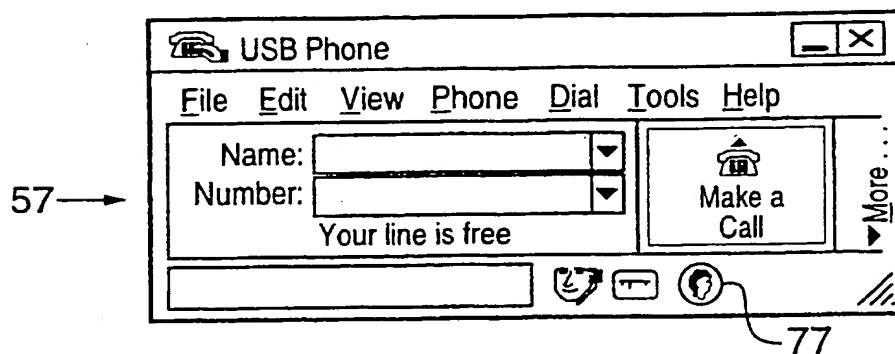 USB Phone
File Edit View Phone Dial Tools Help
Name:
Number:
Your line is free
Make a
Call
More...
57
77